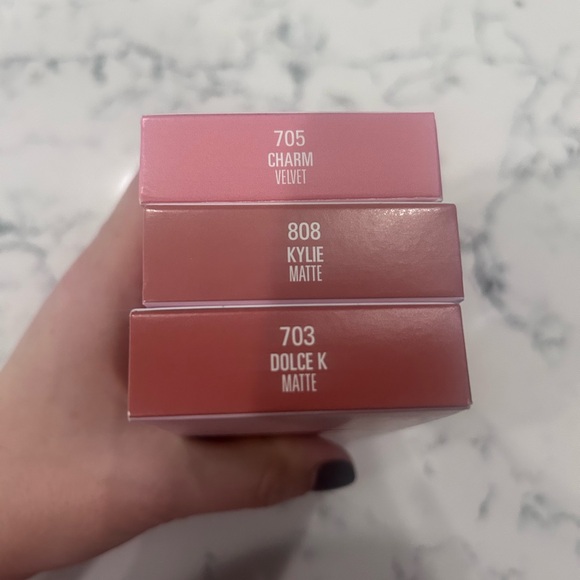 705
CHARM
VELVET
808
KYLIE
MATTE
703
DOLCE K
MATTE